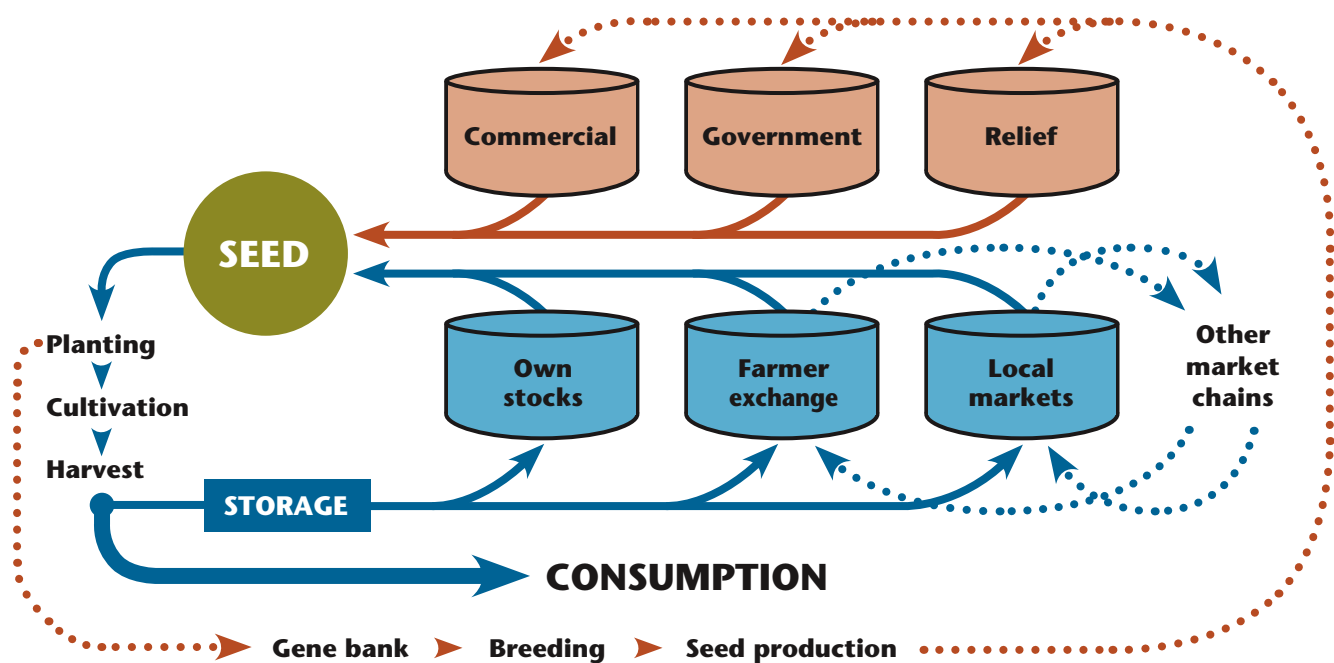 Commercial
Government
Relief
SEED
Planting
Cultivation
Harvest
Own
stocks
Farmer
exchange
Local
markets
Other
market
chains
STORAGE
CONSUMPTION
Gene bank
Breeding
Seed production